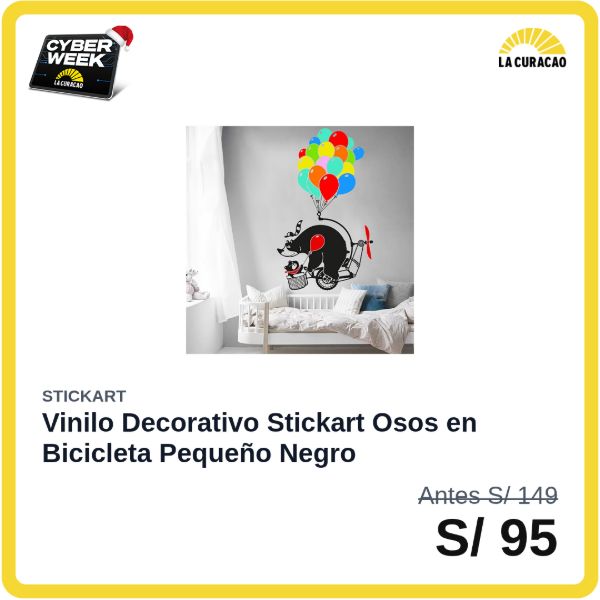 CYBER
WEEK
LA CURACAO
LA CURACAO
STICKART
Vinilo Decorativo Stickart Osos en
Bicicleta Pequeño Negro
Antes S/ 149
S/ 95